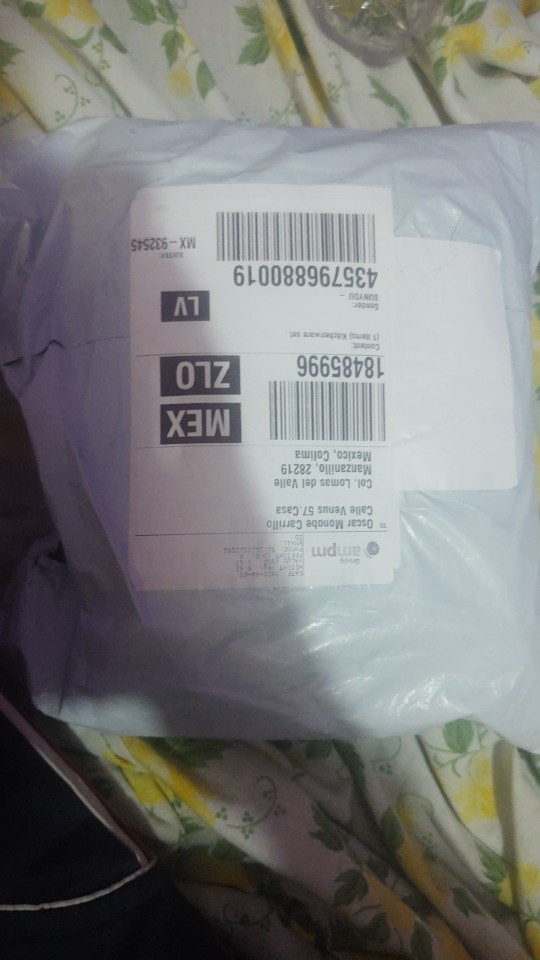 Grupo
ampm
TO Oscar Monobe Carrillo
Calle Venus 57.Casa
Col. Lomas del Valle
Manzanillo, 28219
Mexico, Colima
MEX
ZLO
18485996
Content:
(1 items) Kitchenware set
LV
Sender:
SUNYOU -
435796880019
MX-932545